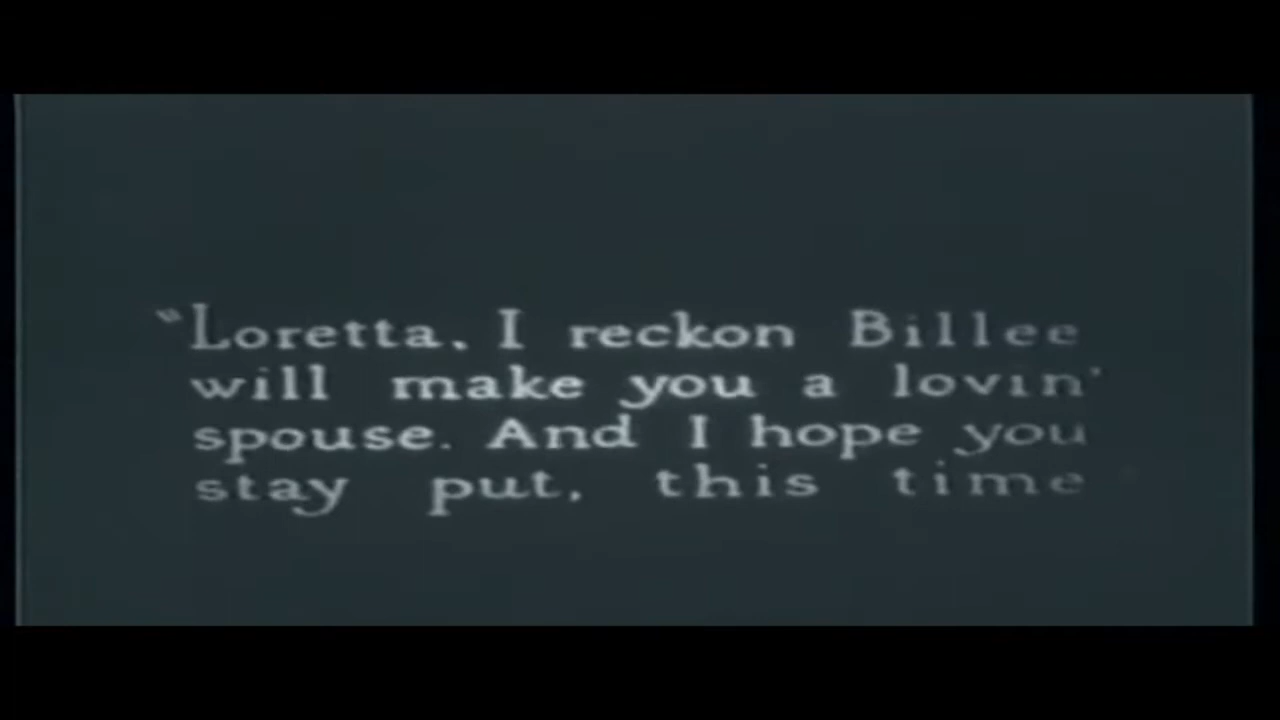 "Loretta, I reckon Billee
will make you a lovin'
spouse. And I hope you
stay put, this time